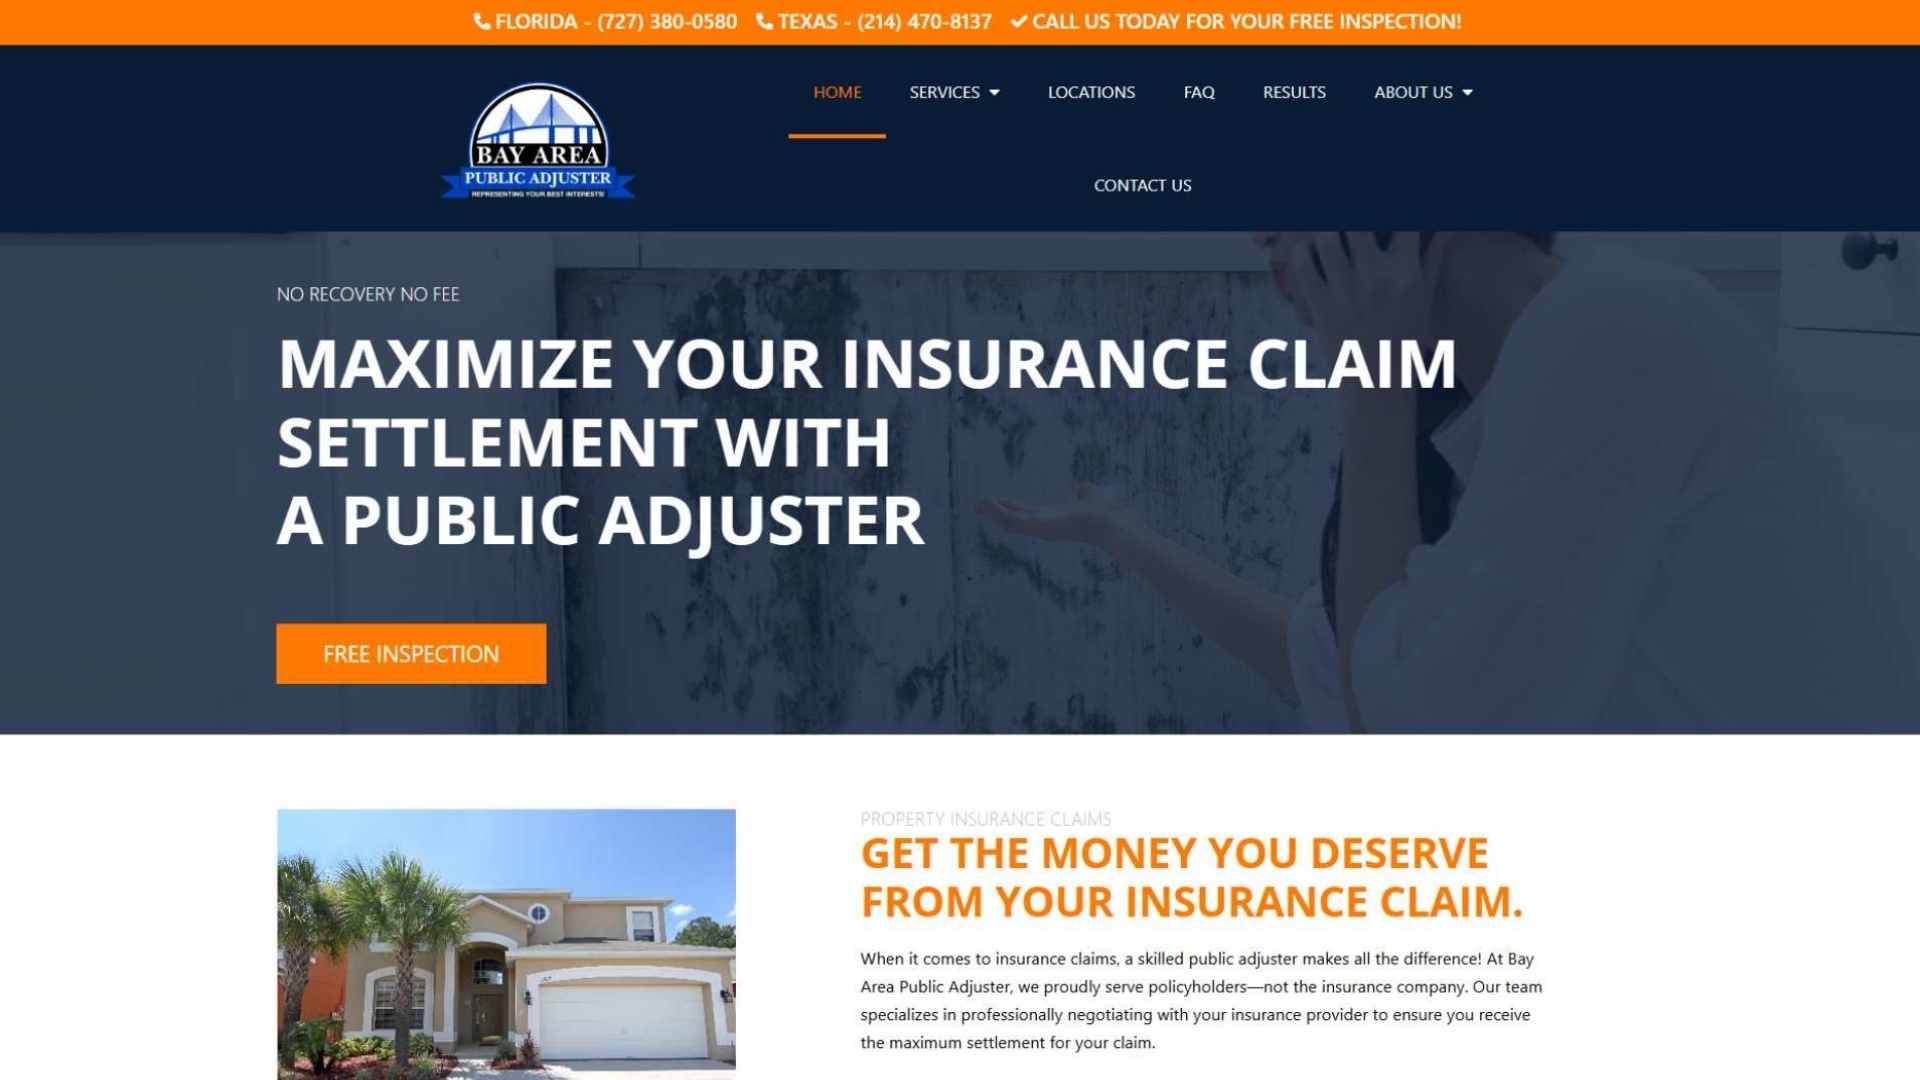 FLORIDA - (727) 380-0580 TEXAS - (214) 470-8137 CALL US TODAY FOR YOUR FREE INSPECTION!
BAY AREA
PUBLIC ADJUSTER
REPRESENTING YOUR BEST INTERESTS!
HOME SERVICES LOCATIONS FAQ RESULTS ABOUT US
CONTACT US
NO RECOVERY NO FEE
MAXIMIZE YOUR INSURANCE CLAIM
SETTLEMENT WITH
A PUBLIC ADJUSTER
FREE INSPECTION
PROPERTY INSURANCE CLAIMS
GET THE MONEY YOU DESERVE
FROM YOUR INSURANCE CLAIM.
When it comes to insurance claims, a skilled public adjuster makes all the difference! At Bay
Area Public Adjuster, we proudly serve policyholders—not the insurance company. Our team
specializes in professionally negotiating with your insurance provider to ensure you receive
the maximum settlement for your claim.